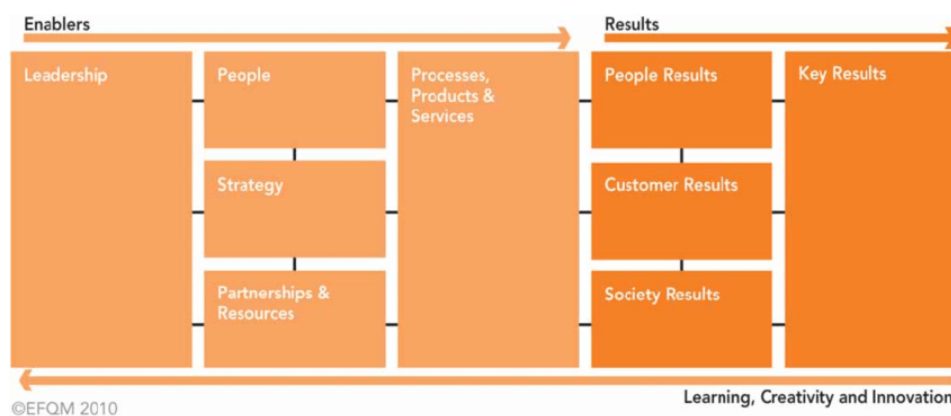 Enablers
Results
Leadership
People
Processes,
Products &
Services
People Results
Key Results
Strategy
Customer Results
Partnerships &
Resources
Society Results
Learning, Creativity and Innovation
©EFQM 2010